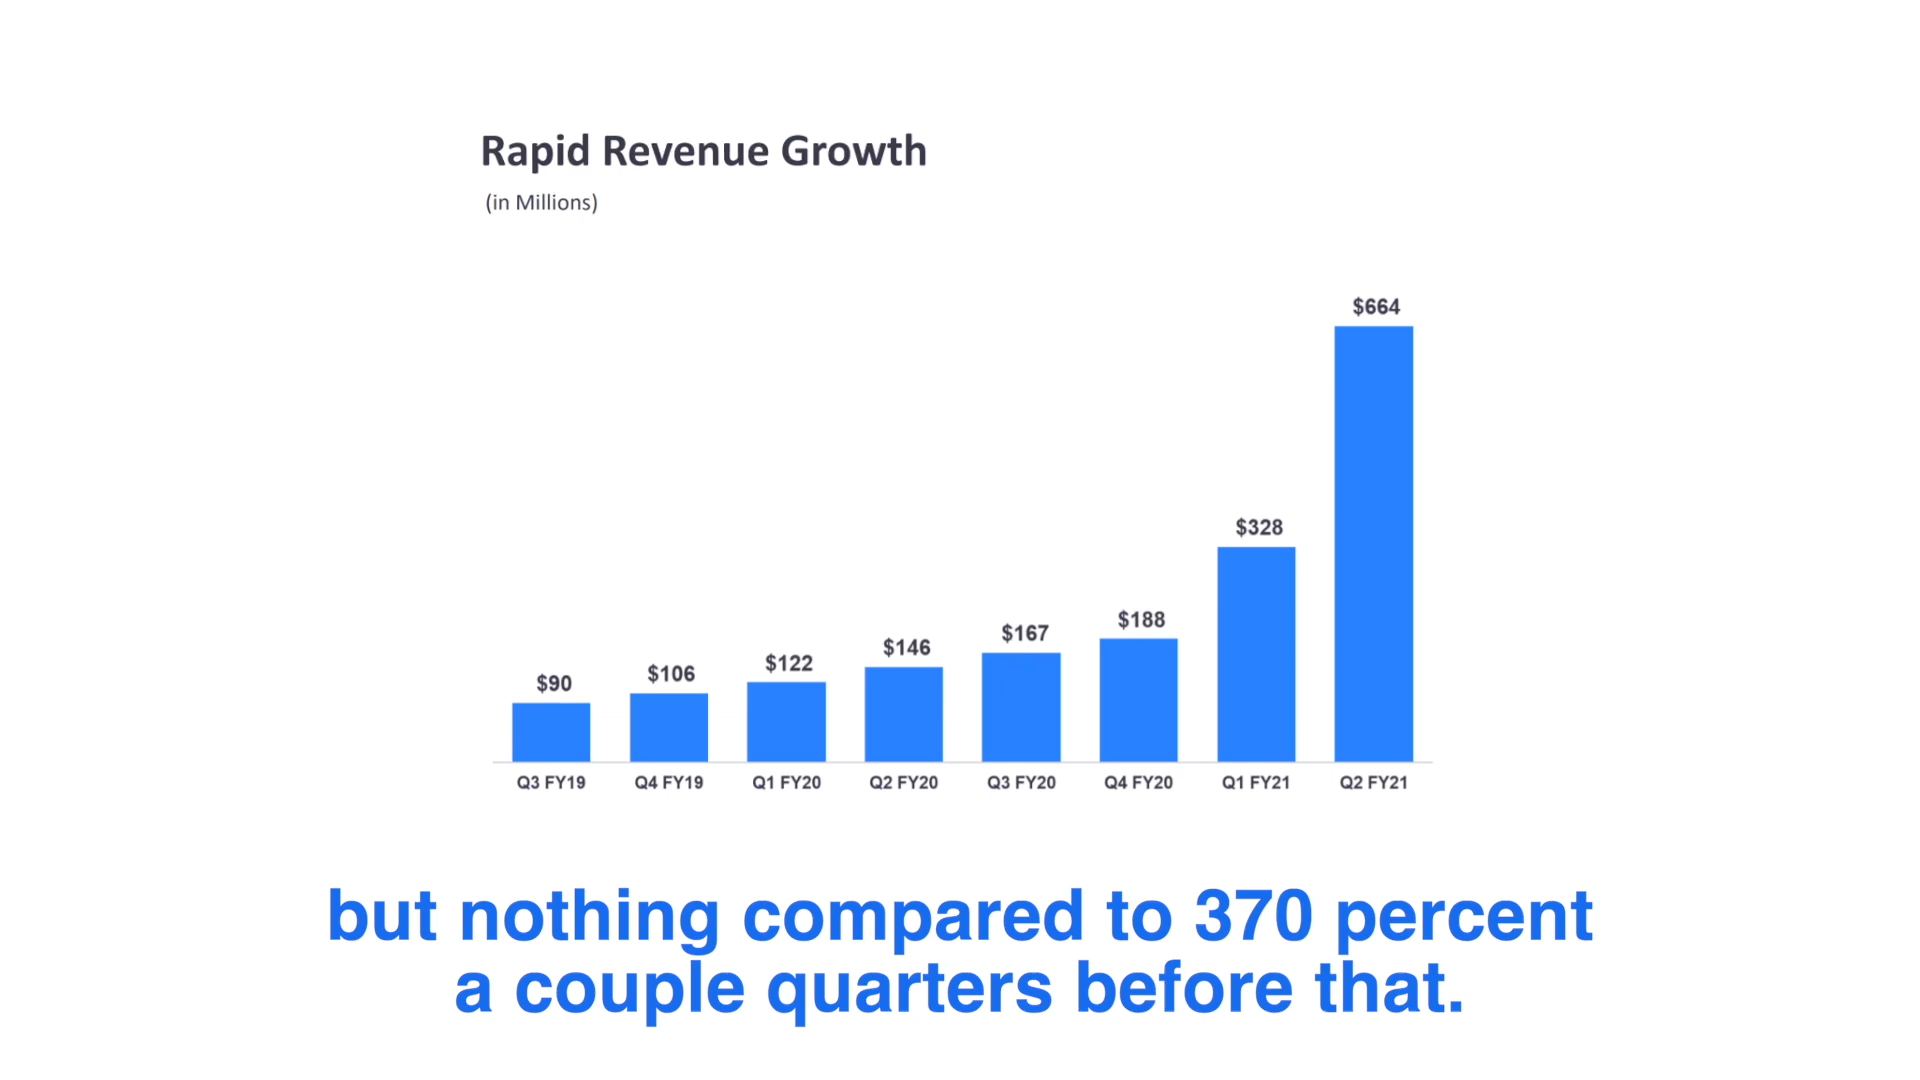 Rapid Revenue Growth
(in Millions)
$664
$328
$188
$167
$146
$122
$106
$90
Q3 FY19 Q4 FY19 Q1 FY20 Q2 FY20 Q3 FY20 Q4 FY20 Q1 FY21 Q2 FY21
but nothing compared to 370 percent
a couple quarters before that.